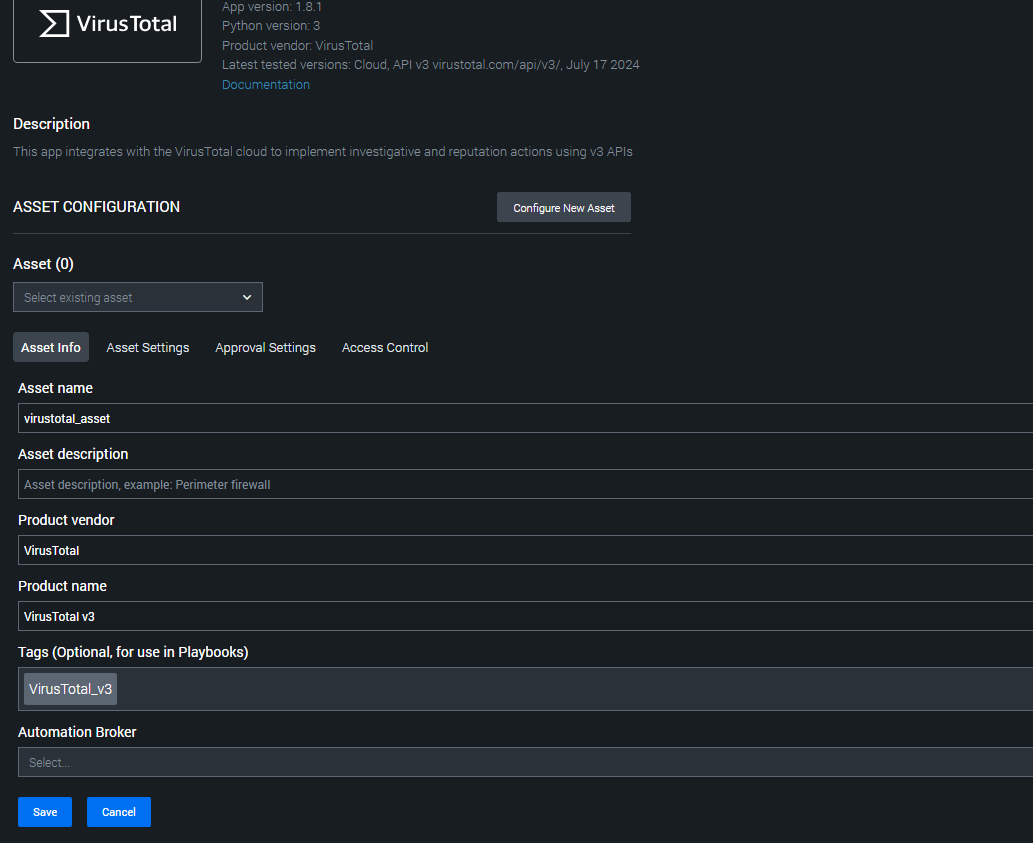 VirusTotal
App version: 1.8.1
Python version: 3
Product vendor: VirusTotal
Latest tested versions: Cloud, API v3 virustotal.com/api/v3/, July 17 2024
Documentation
Description
This app integrates with the VirusTotal cloud to implement investigative and reputation actions using v3 APIs
ASSET CONFIGURATION
Configure New Asset
Asset (0)
Select existing asset
Asset Info
Asset Settings
Approval Settings
Access Control
Asset name
virustotal_asset
Asset description
Asset description, example: Perimeter firewall
Product vendor
VirusTotal
Product name
VirusTotal v3
Tags (Optional, for use in Playbooks)
VirusTotal_v3
Automation Broker
Select...
Save
Cancel